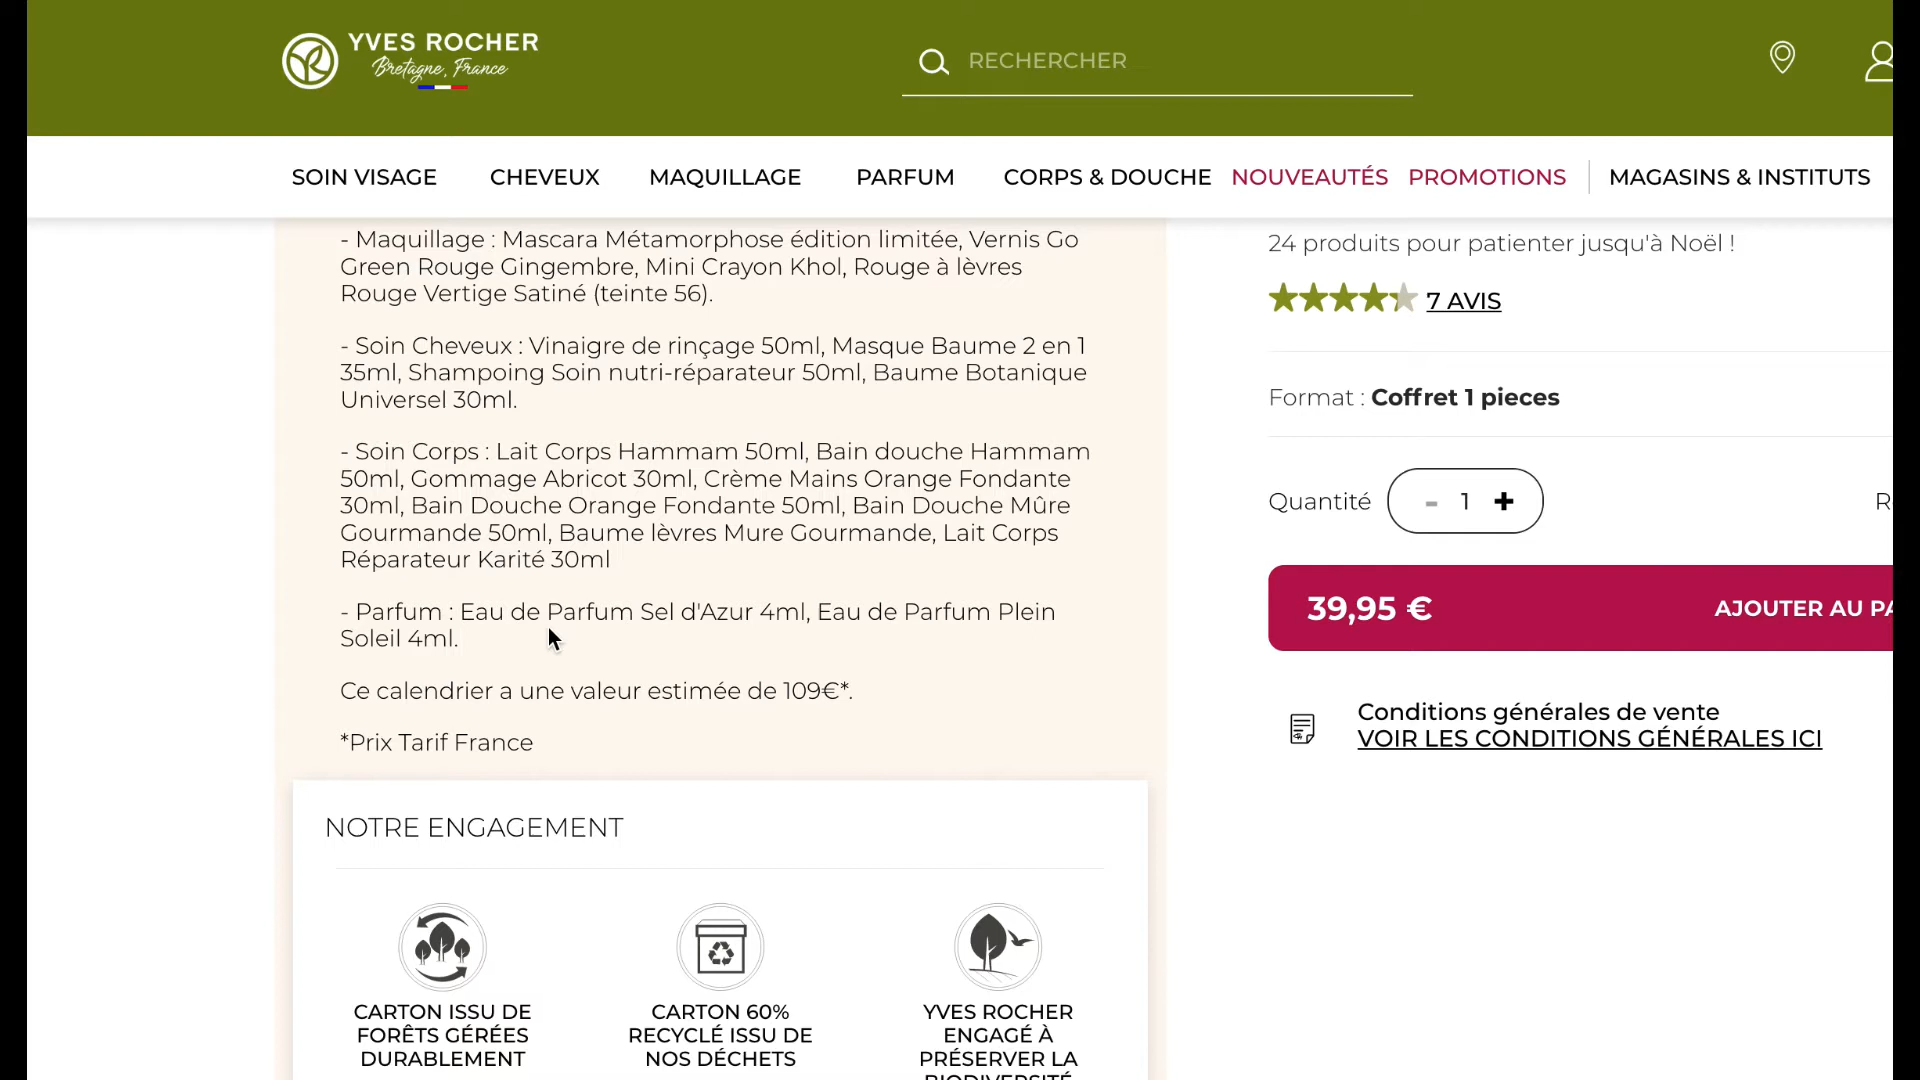 YVES ROCHER
Bretagne, France
RECHERCHER
SOIN VISAGE
CHEVEUX
MAQUILLAGE
PARFUM
CORPS & DOUCHE
NOUVEAUTÉS
PROMOTIONS
MAGASINS & INSTITUTS
- Maquillage : Mascara Métamorphose édition limitée, Vernis Go
Green Rouge Gingembre, Mini Crayon Khol, Rouge à lèvres
Rouge Vertige Satiné (teinte 56).
- Soin Cheveux : Vinaigre de rinçage 50ml, Masque Baume 2 en 1
35ml, Shampoing Soin nutri-réparateur 50ml, Baume Botanique
Universel 30ml.
- Soin Corps : Lait Corps Hammam 50ml, Bain douche Hammam
50ml, Gommage Abricot 30ml, Crème Mains Orange Fondante
30ml, Bain Douche Orange Fondante 50ml, Bain Douche Mûre
Gourmande 50ml, Baume lèvres Mure Gourmande, Lait Corps
Réparateur Karité 30ml
- Parfum : Eau de Parfum Sel d'Azur 4ml, Eau de Parfum Plein
Soleil 4ml.
Ce calendrier a une valeur estimée de 109€*.
*Prix Tarif France
NOTRE ENGAGEMENT
CARTON ISSU DE
FORÊTS GÉRÉES
DURABLEMENT
CARTON 60%
RECYCLÉ ISSU DE
NOS DÉCHETS
YVES ROCHER
ENGAGÉ À
PRÉSERVER LA
BIODIVERSITÉ
24 produits pour patienter jusqu'à Noël !
7 AVIS
Format : Coffret 1 pieces
Quantité
- 1 +
R
39,95 €
AJOUTER AU PA
Conditions générales de vente
VOIR LES CONDITIONS GÉNÉRALES ICI